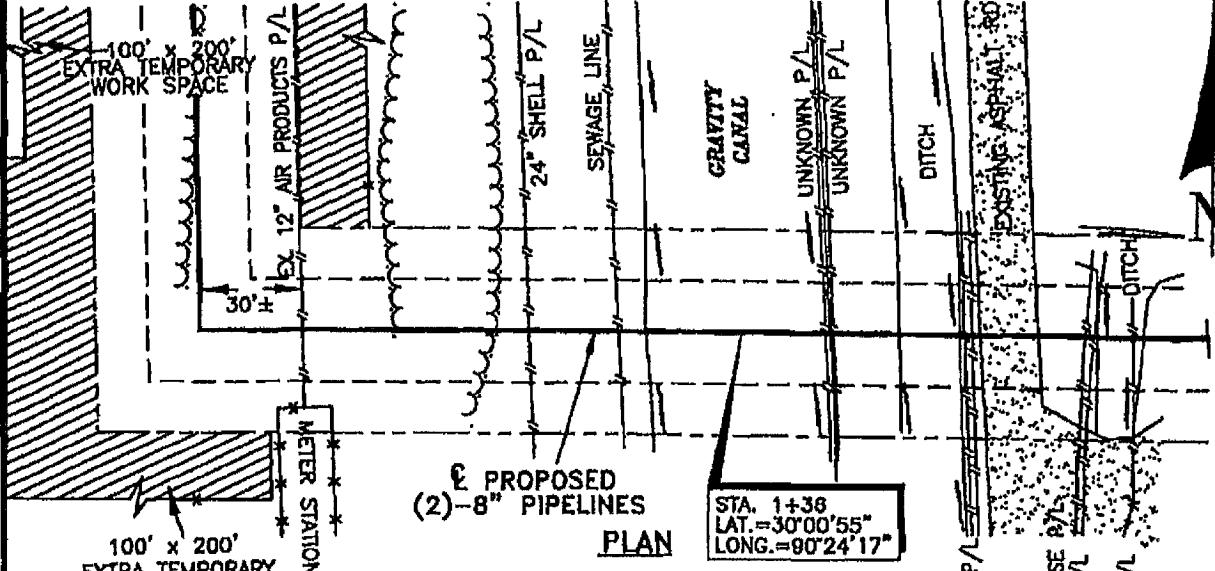 100' x 200'
EXTRA TEMPORARY
WORK SPACE
EX. 12" AIR PRODUCTS P/L
30'±
24" SHELL P/L
SEWAGE LINE
GRAVITY
CANAL
UNKNOWN P/L
UNKNOWN P/L
DITCH
EXISTING ASPHALT
DITCH
METER STATION
℄ PROPOSED
(2)-8" PIPELINES
PLAN
STA. 1+36
LAT.=30°00'55"
LONG.=90°24'17"
100' x 200'
EXTRA TEMPORARY
P/L
P/L
P/L
P/L